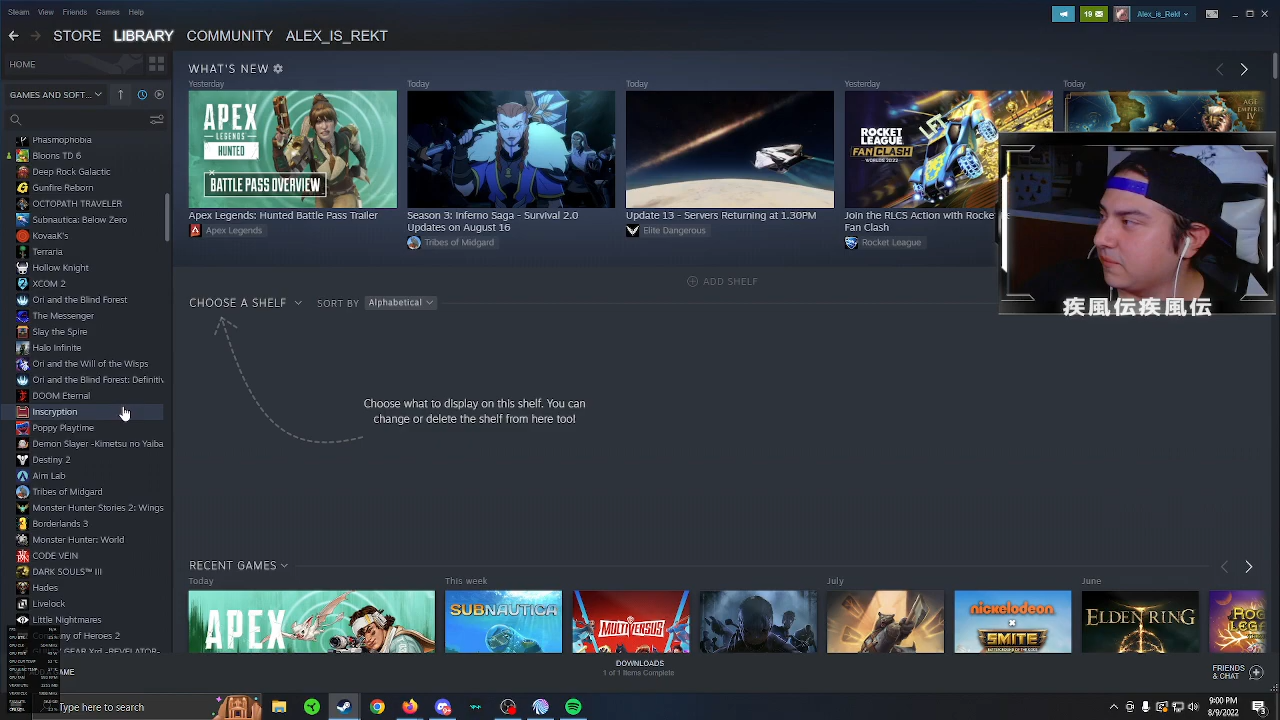 Steam View Friends Games Help
19
Alex_is_Rekt
STORE LIBRARY COMMUNITY ALEX_IS_REKT
HOME
GAMES AND SOFT...
Phasmophobia
Bloons TD 6
Deep Rock Galactic
Gunfire Reborn
OCTOPATH TRAVELER
Subnautica: Below Zero
KovaaK's
Terraria
Hollow Knight
XCOM 2
Ori and the Blind Forest
The Messenger
Slay the Spire
Halo Infinite
Ori and the Will of the Wisps
Ori and the Blind Forest: Definitiv
DOOM Eternal
Inscryption
Poppy Playtime
Demon Slayer -Kimetsu no Yaiba
Destiny 2
Aim Lab
Tribes of Midgard
Monster Hunter Stories 2: Wings
Borderlands 3
Monster Hunter: World
CODE VEIN
DARK SOULS™ III
Hades
Livelock
Little Nightmares
of Heroes 2
WHAT'S NEW
Yesterday
APEX
LEGENDS
HUNTED
BATTLE PASS OVERVIEW
Apex Legends: Hunted Battle Pass Trailer
Apex Legends
Today
Season 3: Inferno Saga - Survival 2.0
Updates on August 16
Tribes of Midgard
Today
Update 13 - Servers Returning at 1.30PM
Elite Dangerous
Yesterday
ROCKET
LEAGUE
FAN CLASH
WORLDS 2022
LFT
Join the RLCS Action with Rocke
Fan Clash
Rocket League
Today
AGE
EMPIRES
IV
疾風伝疾風伝
ADD SHELF
CHOOSE A SHELF SORT BY Alphabetical
Choose what to display on this shelf. You can
change or delete the shelf from here too!
RECENT GAMES
Today
This week
July
June
APEX
SUBNAUTICA
MULTIVERSUS
nickelodeon
x
SMITE
ELDEN RING
DOWNLOADS
1 of 1 Items Complete
FRIENDS
& CHAT
ype here to search
9:00 PM
8/9/2022